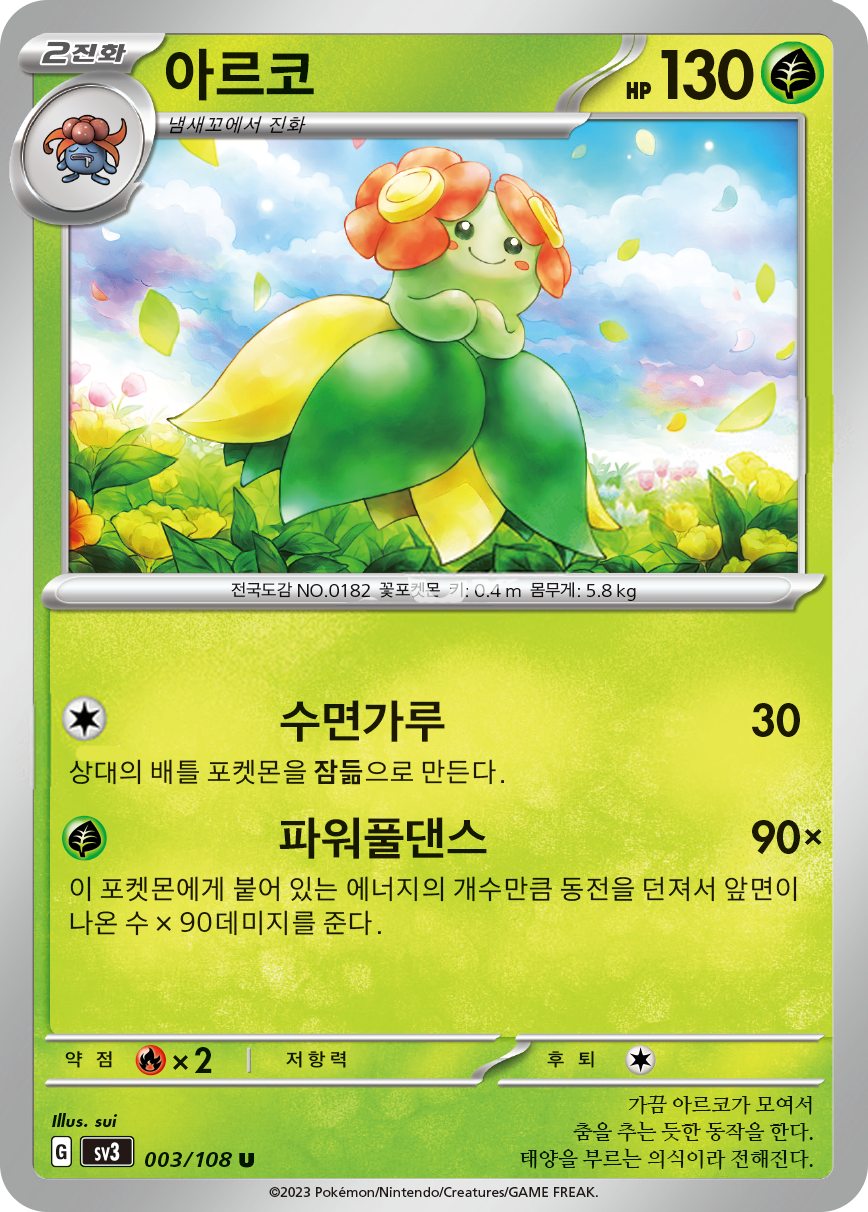 2진화
아르코
HP 130
냄새꼬에서 진화
전국도감 NO.0182 꽃포켓몬 키: 0.4 m 몸무게: 5.8 kg
수면가루 30
상대의 배틀 포켓몬을 잠듦으로 만든다.
파워풀댄스 90×
이 포켓몬에게 붙어 있는 에너지의 개수만큼 동전을 던져서 앞면이
나온 수 × 90데미지를 준다.
약점 ×2 저항력 후퇴
Illus. sui
G sv3 003/108 U
가끔 아르코가 모여서
춤을 추는 듯한 동작을 한다.
태양을 부르는 의식이라 전해진다.
©2023 Pokémon/Nintendo/Creatures/GAME FREAK.